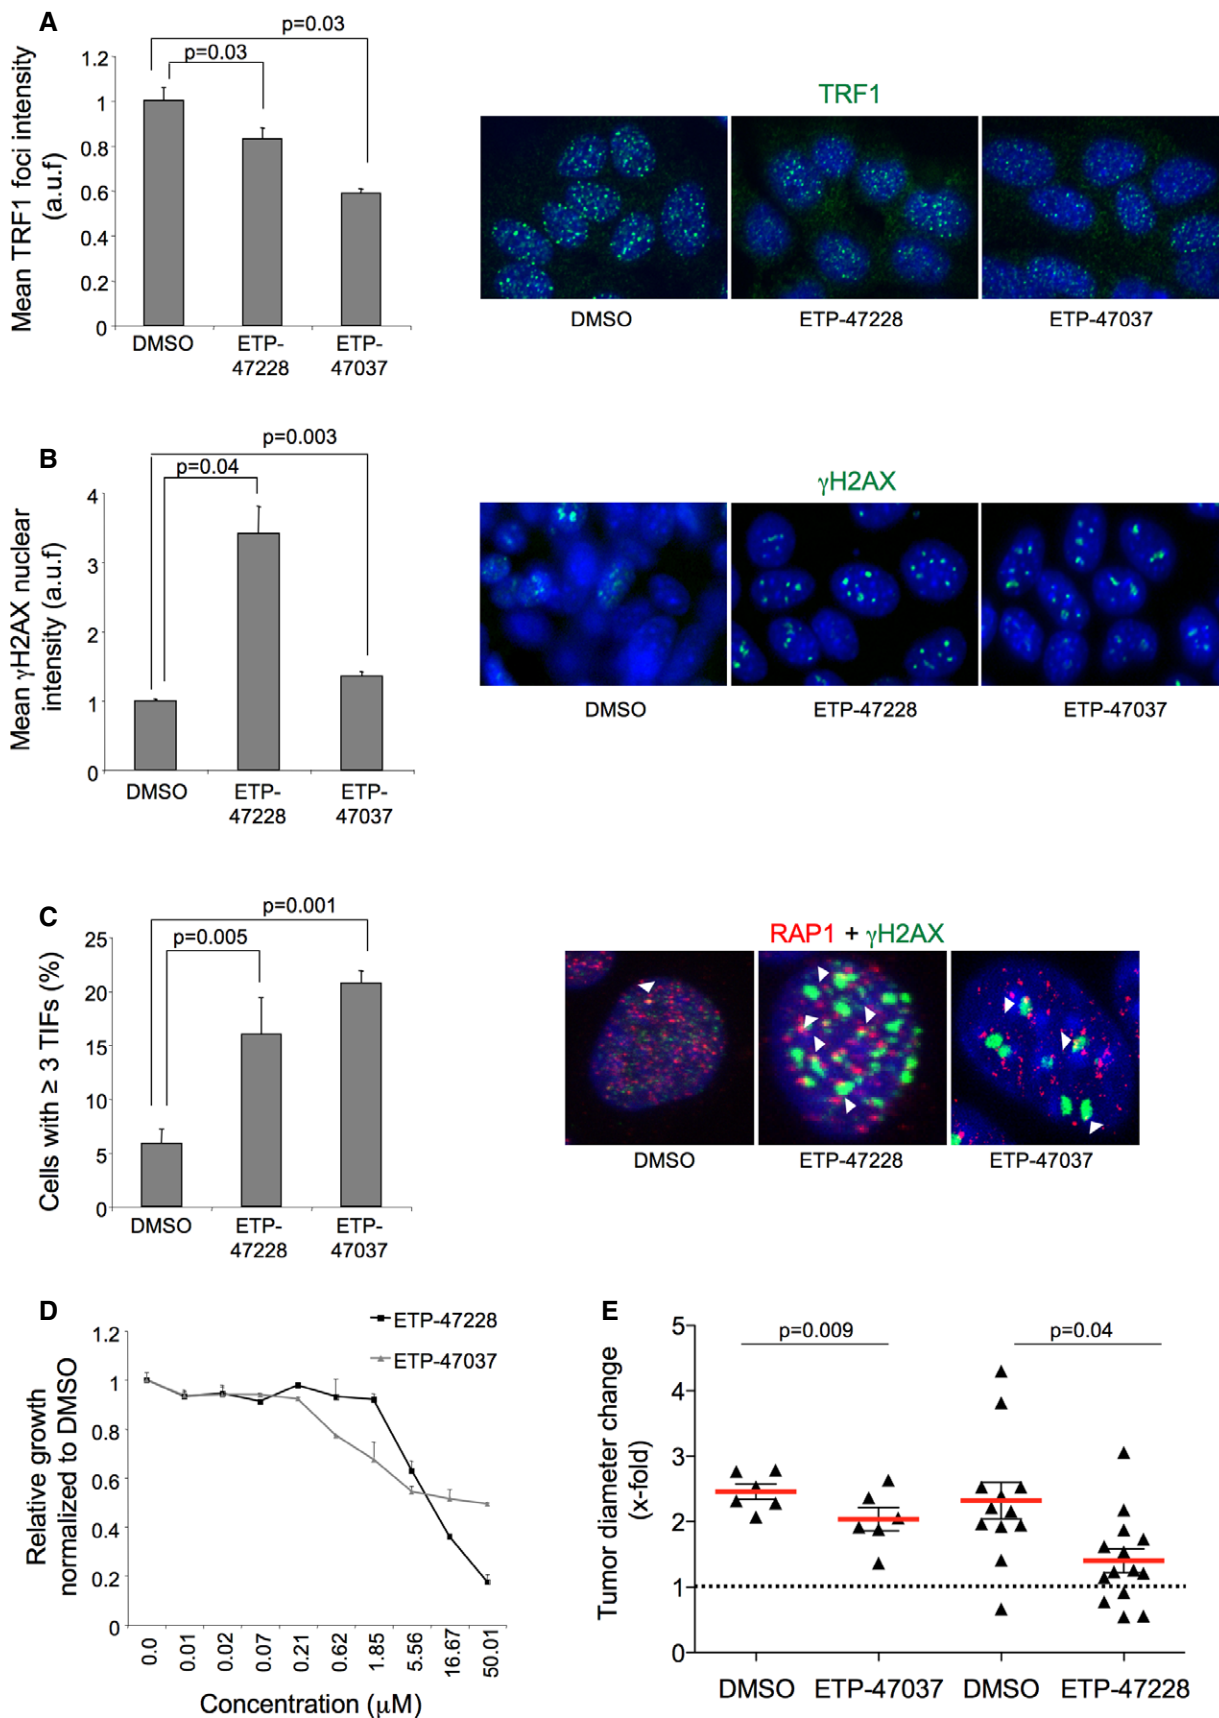 A
p=0.03
p=0.03
Mean TRF1 foci intensity
(a.u.f)
1.2
1
0.8
0.6
0.4
0.2
0
DMSO
ETP-
47228
ETP-
47037
TRF1
DMSO
ETP-47228
ETP-47037
B
p=0.003
p=0.04
Mean γH2AX nuclear
intensity (a.u.f)
4
3
2
1
0
DMSO
ETP-
47228
ETP-
47037
γH2AX
DMSO
ETP-47228
ETP-47037
C
p=0.001
p=0.005
Cells with ≥ 3 TIFs (%)
25
20
15
10
5
0
DMSO
ETP-
47228
ETP-
47037
RAP1 + γH2AX
DMSO
ETP-47228
ETP-47037
D
ETP-47228
ETP-47037
Relative growth
normalized to DMSO
1.2
1
0.8
0.6
0.4
0.2
0
0.0
0.01
0.02
0.07
0.21
0.62
1.85
5.56
16.67
50.01
Concentration (μM)
E
p=0.009
p=0.04
Tumor diameter change
(x-fold)
5
4
3
2
1
0
DMSO
ETP-47037
DMSO
ETP-47228